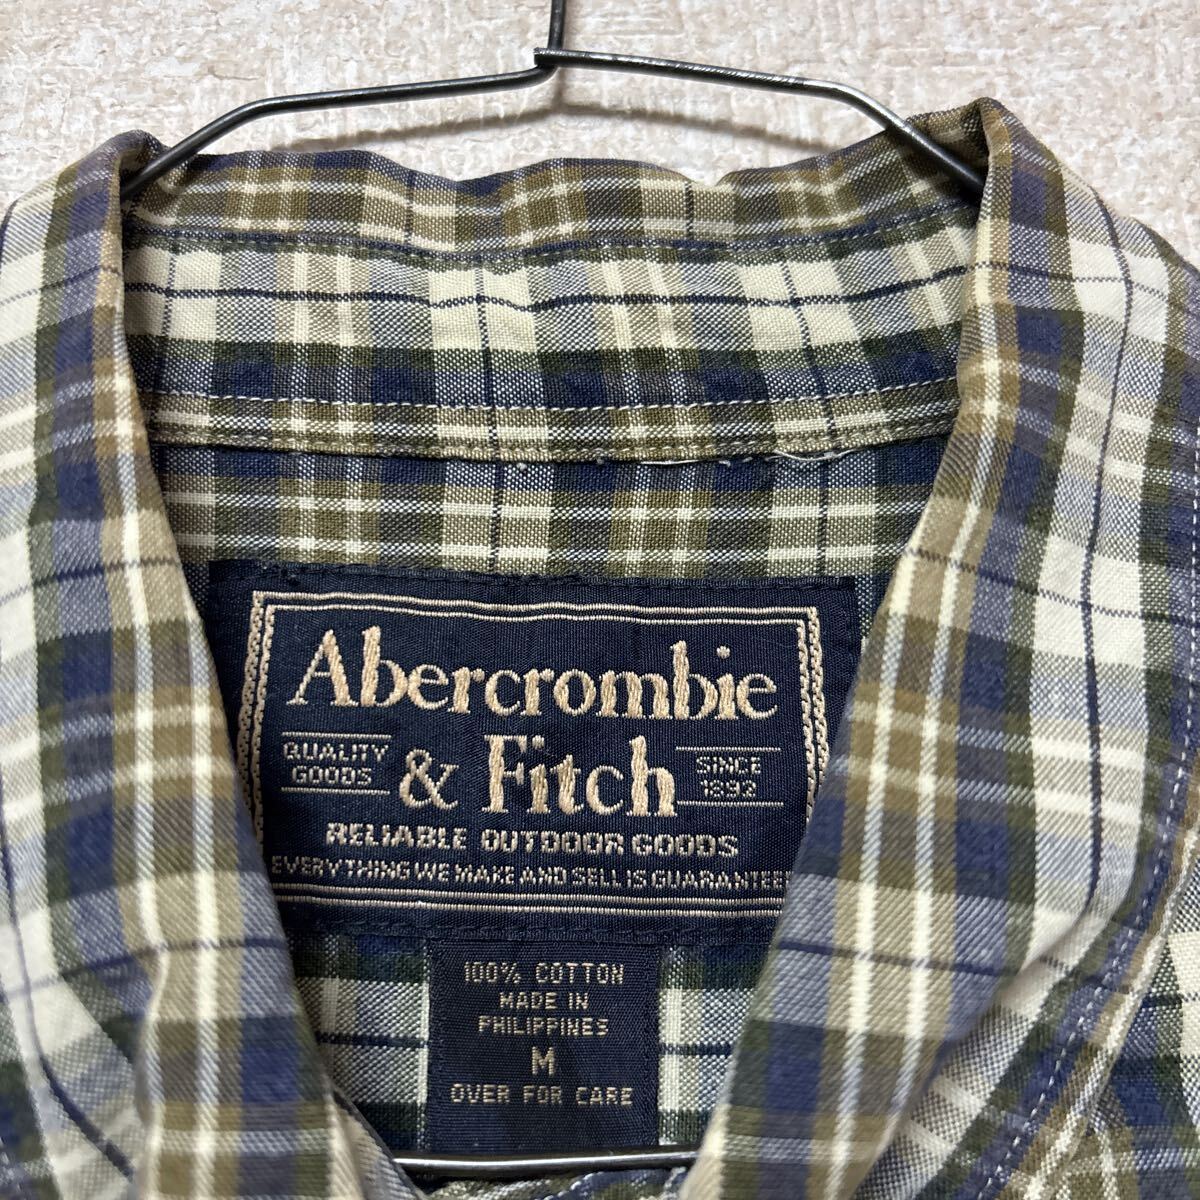 Abercrombie
QUALITY
GOODS
& Fitch
SINCE
1892
RELIABLE OUTDOOR GOODS
EVERYTHING WE MAKE AND SELL IS GUARANTEED
100% COTTON
MADE IN
PHILIPPINES
M
OVER FOR CARE